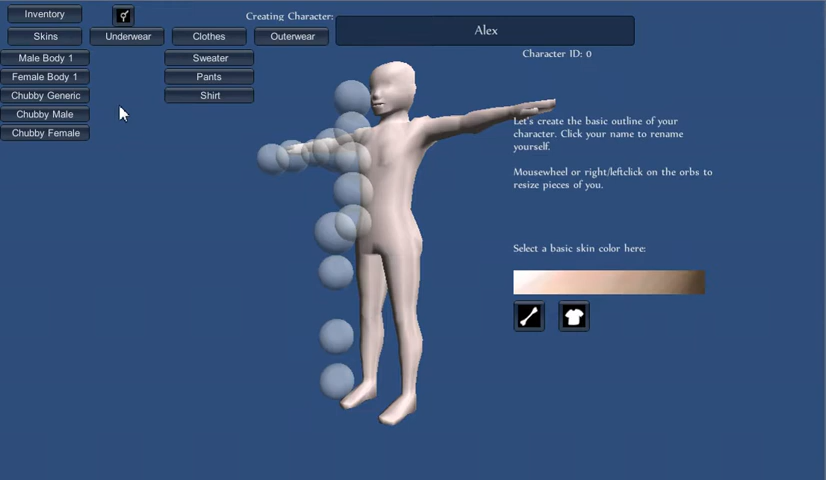 Inventory
Creating Character:
Alex
Skins
Underwear
Clothes
Outerwear
Character ID: 0
Male Body 1
Female Body 1
Chubby Generic
Chubby Male
Chubby Female
Sweater
Pants
Shirt
Let's create the basic outline of your
character. Click your name to rename
yourself.
Mousewheel or right/leftclick on the orbs to
resize pieces of you.
Select a basic skin color here: